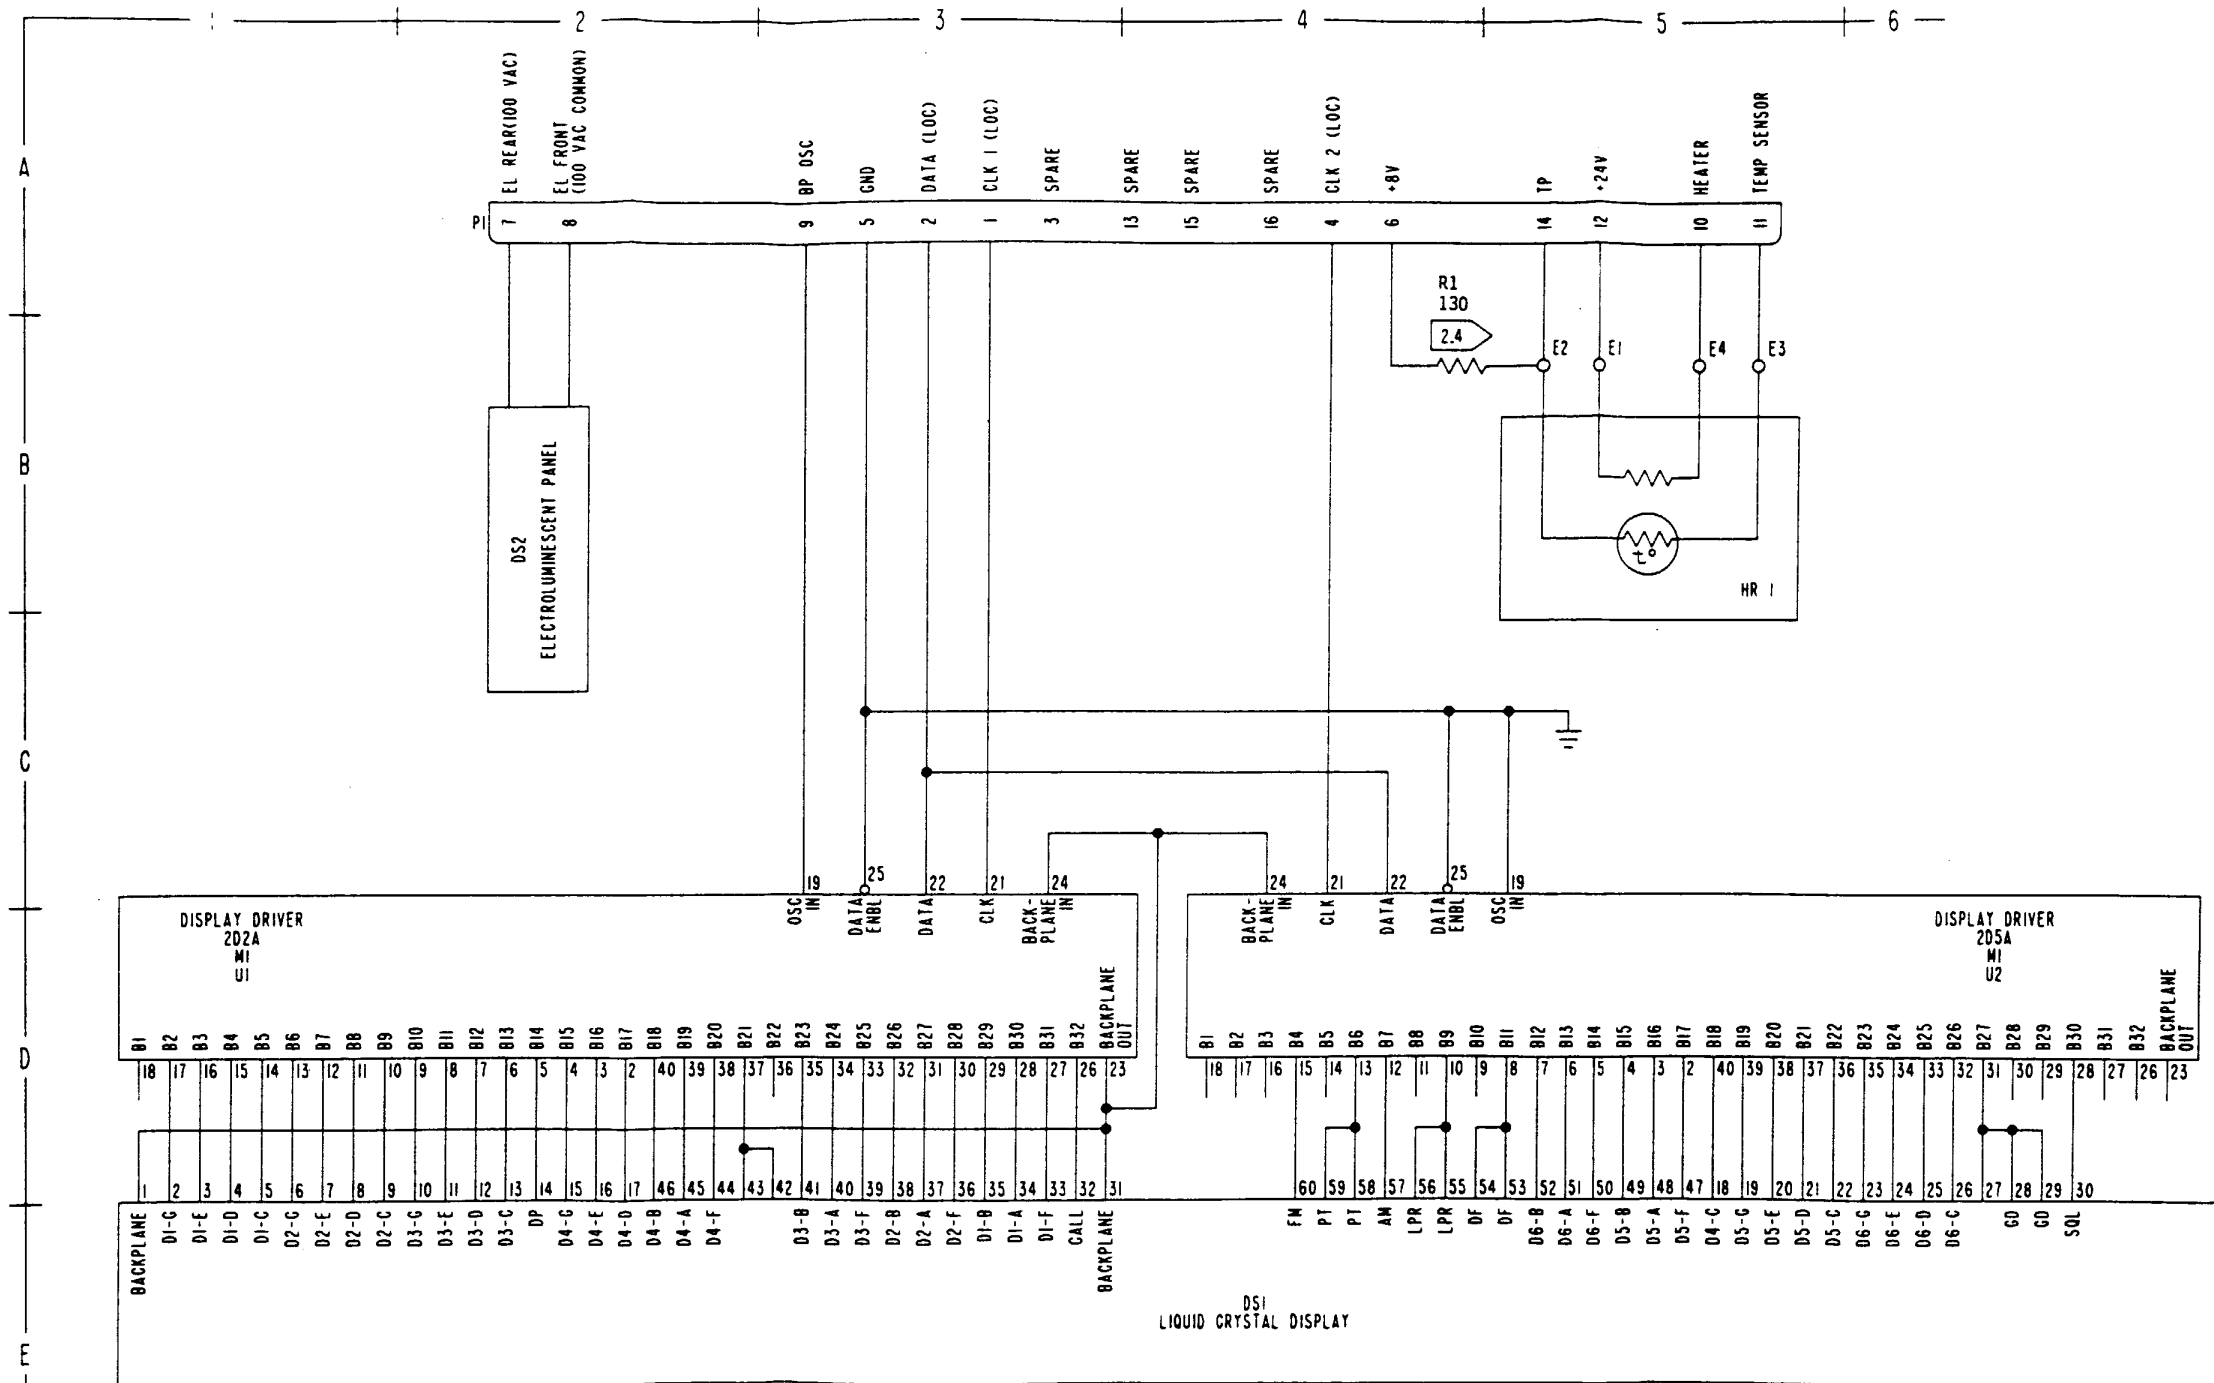 1 2 3 4 5 6
A
B
C
D
E
EL REAR(100 VAC)
EL FRONT
(100 VAC COMMON)
BP OSC
GND
DATA (LOC)
CLK 1 (LOC)
SPARE
SPARE
SPARE
SPARE
CLK 2 (LOC)
+8V
TP
+24V
HEATER
TEMP SENSOR
P1 7 8 9 5 2 1 3 13 15 16 4 6 14 12 10 11
R1
130
2.4
E2 E1 E4 E3
t°
HR 1
DS2
ELECTROLUMINESCENT PANEL
19 25 22 21 24
24 21 22 25 19
OSC
IN
DATA
ENBL
DATA
CLK
BACK-
PLANE
IN
BACK-
PLANE
IN
CLK
DATA
DATA
ENBL
OSC
IN
DISPLAY DRIVER
2D2A
M1
U1
DISPLAY DRIVER
2D5A
M1
U2
B1 B2 B3 B4 B5 B6 B7 B8 B9 B10 B11 B12 B13 B14 B15 B16 B17 B18 B19 B20 B21 B22 B23 B24 B25 B26 B27 B28 B29 B30 B31 B32
BACKPLANE
OUT
B1 B2 B3 B4 B5 B6 B7 B8 B9 B10 B11 B12 B13 B14 B15 B16 B17 B18 B19 B20 B21 B22 B23 B24 B25 B26 B27 B28 B29 B30 B31 B32
BACKPLANE
OUT
18 17 16 15 14 13 12 11 10 9 8 7 6 5 4 3 2 40 39 38 37 36 35 34 33 32 31 30 29 28 27 26 23
18 17 16 15 14 13 12 11 10 9 8 7 6 5 4 3 2 40 39 38 37 36 35 34 33 32 31 30 29 28 27 26 23
1 2 3 4 5 6 7 8 9 10 11 12 13 14 15 16 17 46 45 44 43 42 41 40 39 38 37 36 35 34 33 32 31
60 59 58 57 56 55 54 53 52 51 50 49 48 47 18 19 20 21 22 23 24 25 26 27 28 29 30
BACKPLANE D1-G D1-E D1-D D1-C D2-G D2-E D2-D D2-C D3-G D3-E D3-D D3-C DP D4-G D4-E D4-D D4-B D4-A D4-F D3-B D3-A D3-F D2-B D2-A D2-F D1-B D1-A D1-F CALL BACKPLANE
FM PT PT AM LPR LPR DF DF D6-B D6-A D6-F D5-B D5-A D5-F D4-C D5-G D5-E D5-D D5-C D6-G D6-E D6-D D6-C GD GD SQL
DS1
LIQUID CRYSTAL DISPLAY